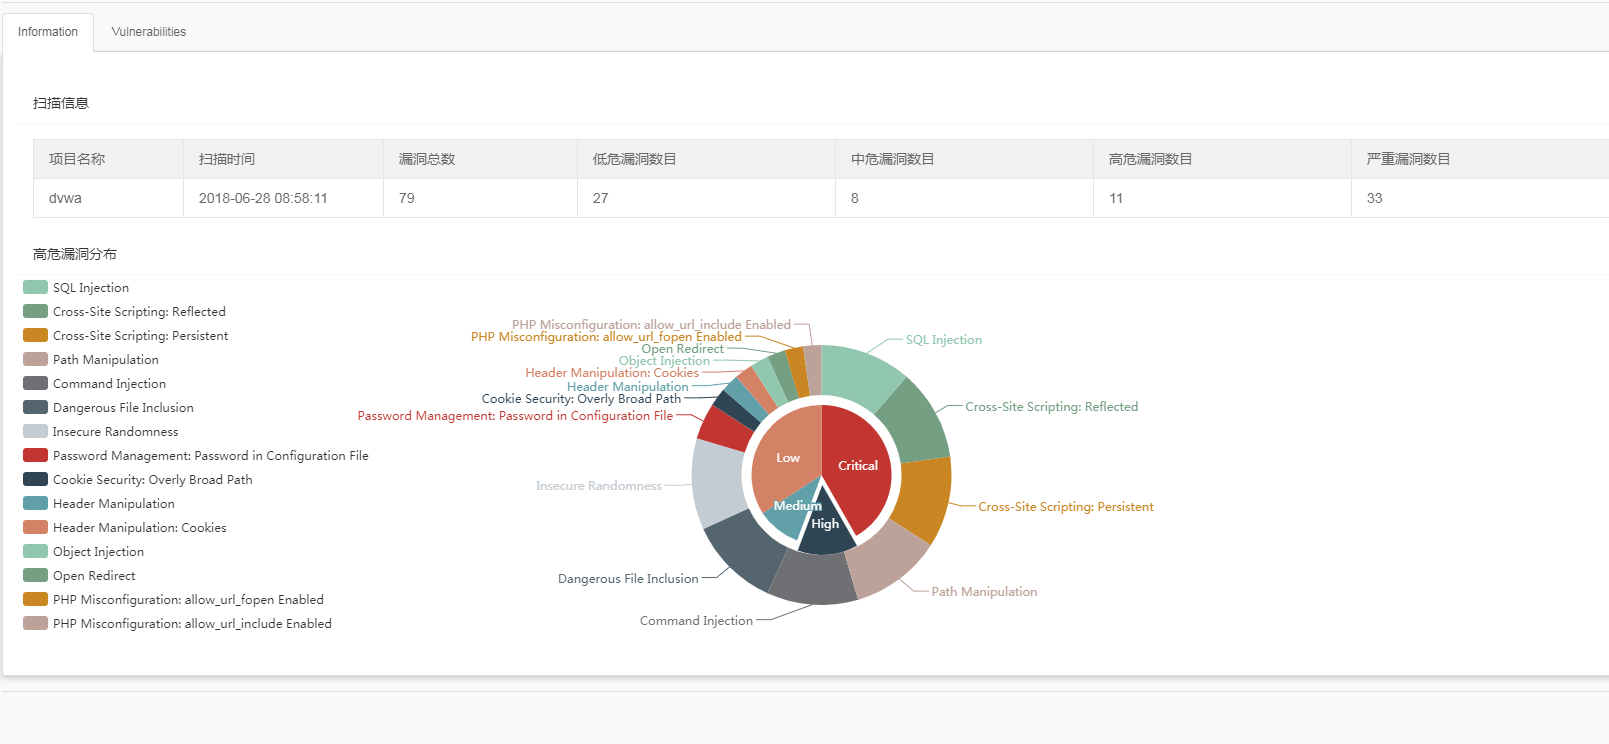 Information Vulnerabilities
扫描信息
项目名称 扫描时间 漏洞总数 低危漏洞数目 中危漏洞数目 高危漏洞数目 严重漏洞数目
dvwa 2018-06-28 08:58:11 79 27 8 11 33
高危漏洞分布
SQL Injection
Cross-Site Scripting: Reflected
Cross-Site Scripting: Persistent
Path Manipulation
Command Injection
Dangerous File Inclusion
Insecure Randomness
Password Management: Password in Configuration File
Cookie Security: Overly Broad Path
Header Manipulation
Header Manipulation: Cookies
Object Injection
Open Redirect
PHP Misconfiguration: allow_url_fopen Enabled
PHP Misconfiguration: allow_url_include Enabled
PHP Misconfiguration: allow_url_include Enabled
PHP Misconfiguration: allow_url_fopen Enabled
Open Redirect
Object Injection
Header Manipulation: Cookies
Header Manipulation
Cookie Security: Overly Broad Path
Password Management: Password in Configuration File
Insecure Randomness
Dangerous File Inclusion
Command Injection
SQL Injection
Cross-Site Scripting: Reflected
Cross-Site Scripting: Persistent
Path Manipulation
Low
Critical
Medium
High